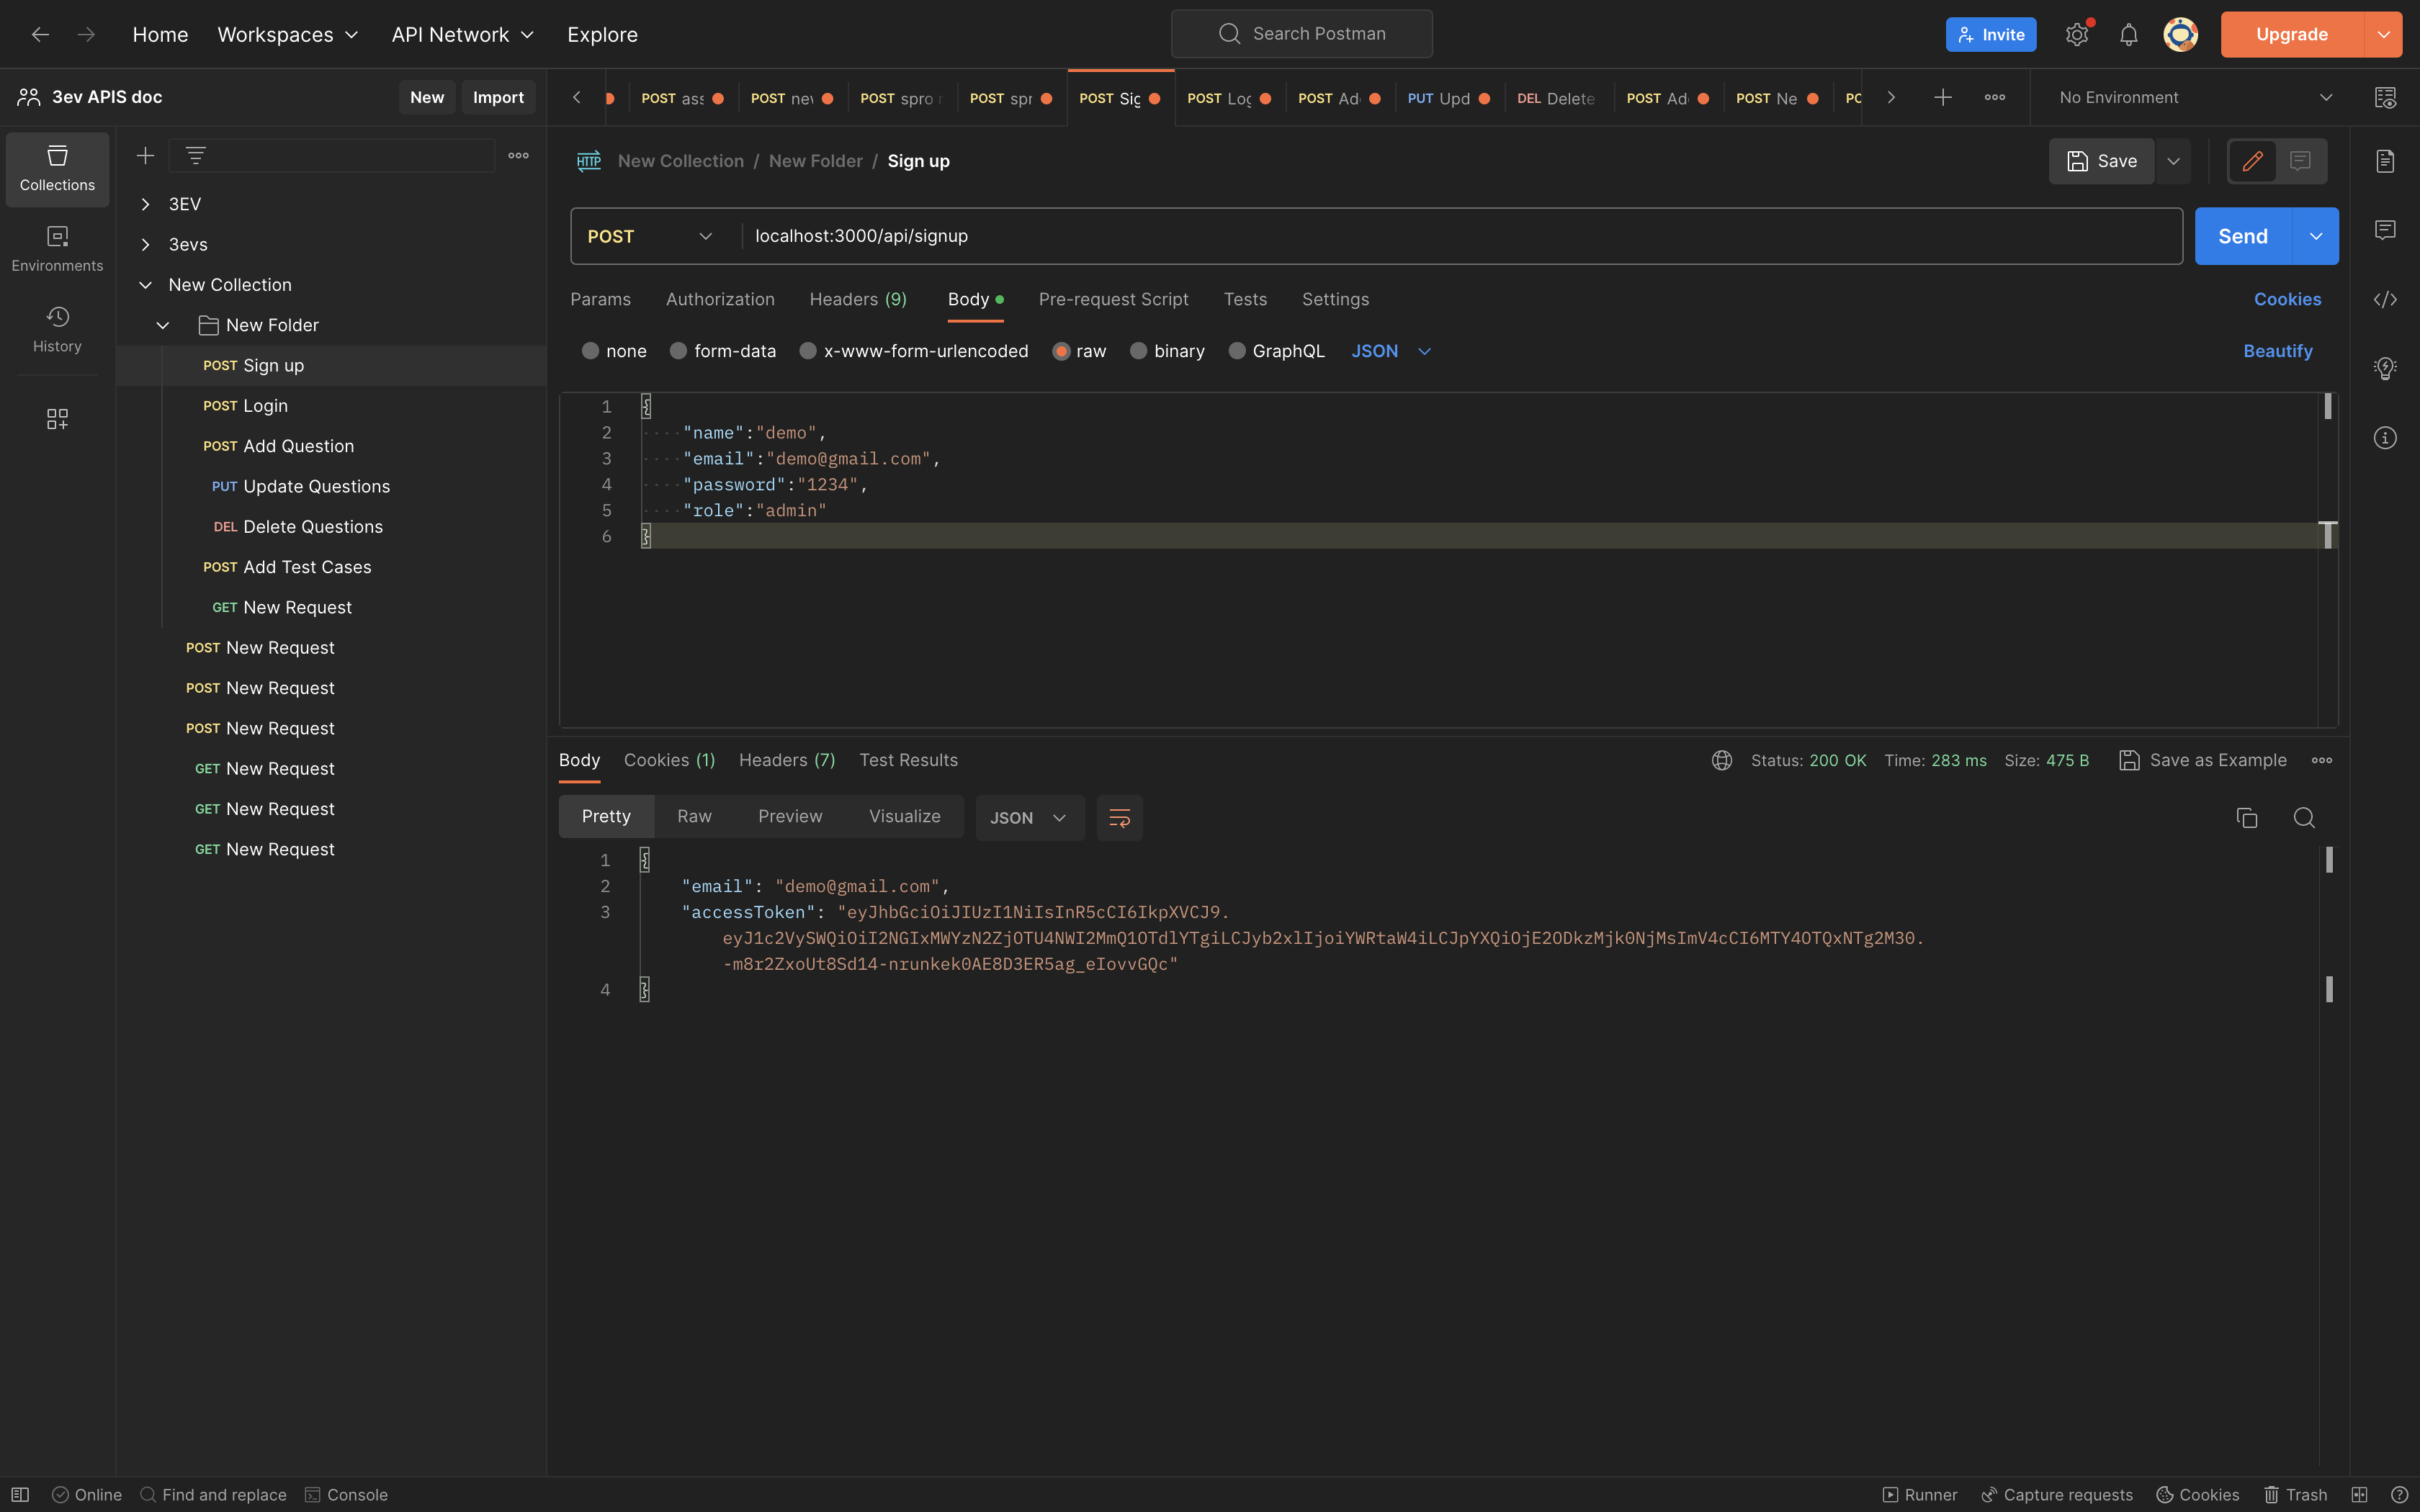 Home Workspaces API Network Explore Search Postman Invite Upgrade
3ev APIS doc New Import
POST ass POST nev POST spro POST spr POST Sig POST Log POST Ad PUT Upd DEL Delete POST Ad POST Ne PO No Environment
Collections
Environments
History
3EV
3evs
New Collection
New Folder
POST Sign up
POST Login
POST Add Question
PUT Update Questions
DEL Delete Questions
POST Add Test Cases
GET New Request
POST New Request
POST New Request
POST New Request
GET New Request
GET New Request
GET New Request
HTTP New Collection / New Folder / Sign up Save
POST localhost:3000/api/signup Send
Params Authorization Headers (9) Body Pre-request Script Tests Settings Cookies
none form-data x-www-form-urlencoded raw binary GraphQL JSON Beautify
1 {
2 "name":"demo",
3 "email":"demo@gmail.com",
4 "password":"1234",
5 "role":"admin"
6 }
Body Cookies (1) Headers (7) Test Results Status: 200 OK Time: 283 ms Size: 475 B Save as Example
Pretty Raw Preview Visualize JSON
1 {
2 "email": "demo@gmail.com",
3 "accessToken": "eyJhbGciOiJIUzI1NiIsInR5cCI6IkpXVCJ9.
eyJ1c2VySWQiOiI2NGIxMWYzN2ZjOTU4NWI2MmQ1OTdlYTgiLCJyb2xlIjoiYWRtaW4iLCJpYXQiOjE2ODkzMjk0NjMsImV4cCI6MTY4OTQxNTg2M30.
-m8r2ZxoUt8Sd14-nrunkek0AE8D3ER5ag_eIovvGQc"
4 }
Online Find and replace Console Runner Capture requests Cookies Trash